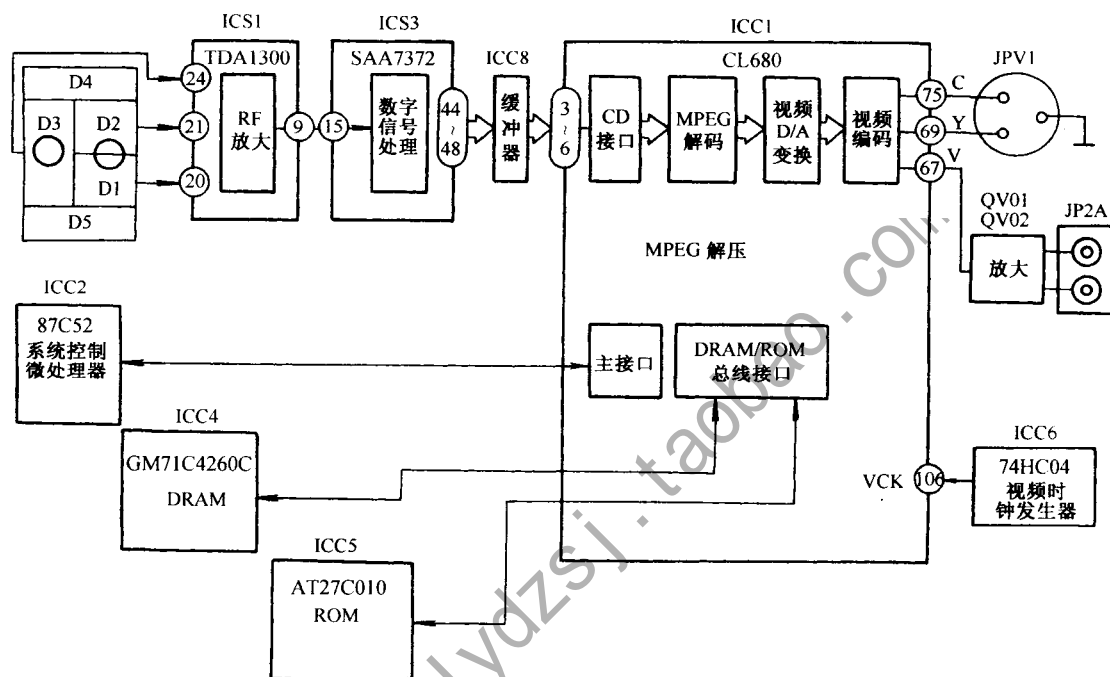 ICS1
TDA1300
24
21
20
RF
放大
9
D4
D3
D2
D1
D5
ICS3
SAA7372
15
数字
信号
处理
44
~
48
ICC8
缓
冲
器
ICC1
CL680
3
~
6
CD
接口
MPEG
解码
视频
D/A
变换
视频
编码
75
C
69
Y
67
V
JPV1
QV01
QV02
放大
JP2A
MPEG 解压
ICC2
87C52
系统控制
微处理器
主接口
DRAM/ROM
总线接口
ICC4
GM71C4260C
DRAM
ICC5
AT27C010
ROM
VCK
106
ICC6
74HC04
视频时
钟发生器
lydzsj.taobao.com